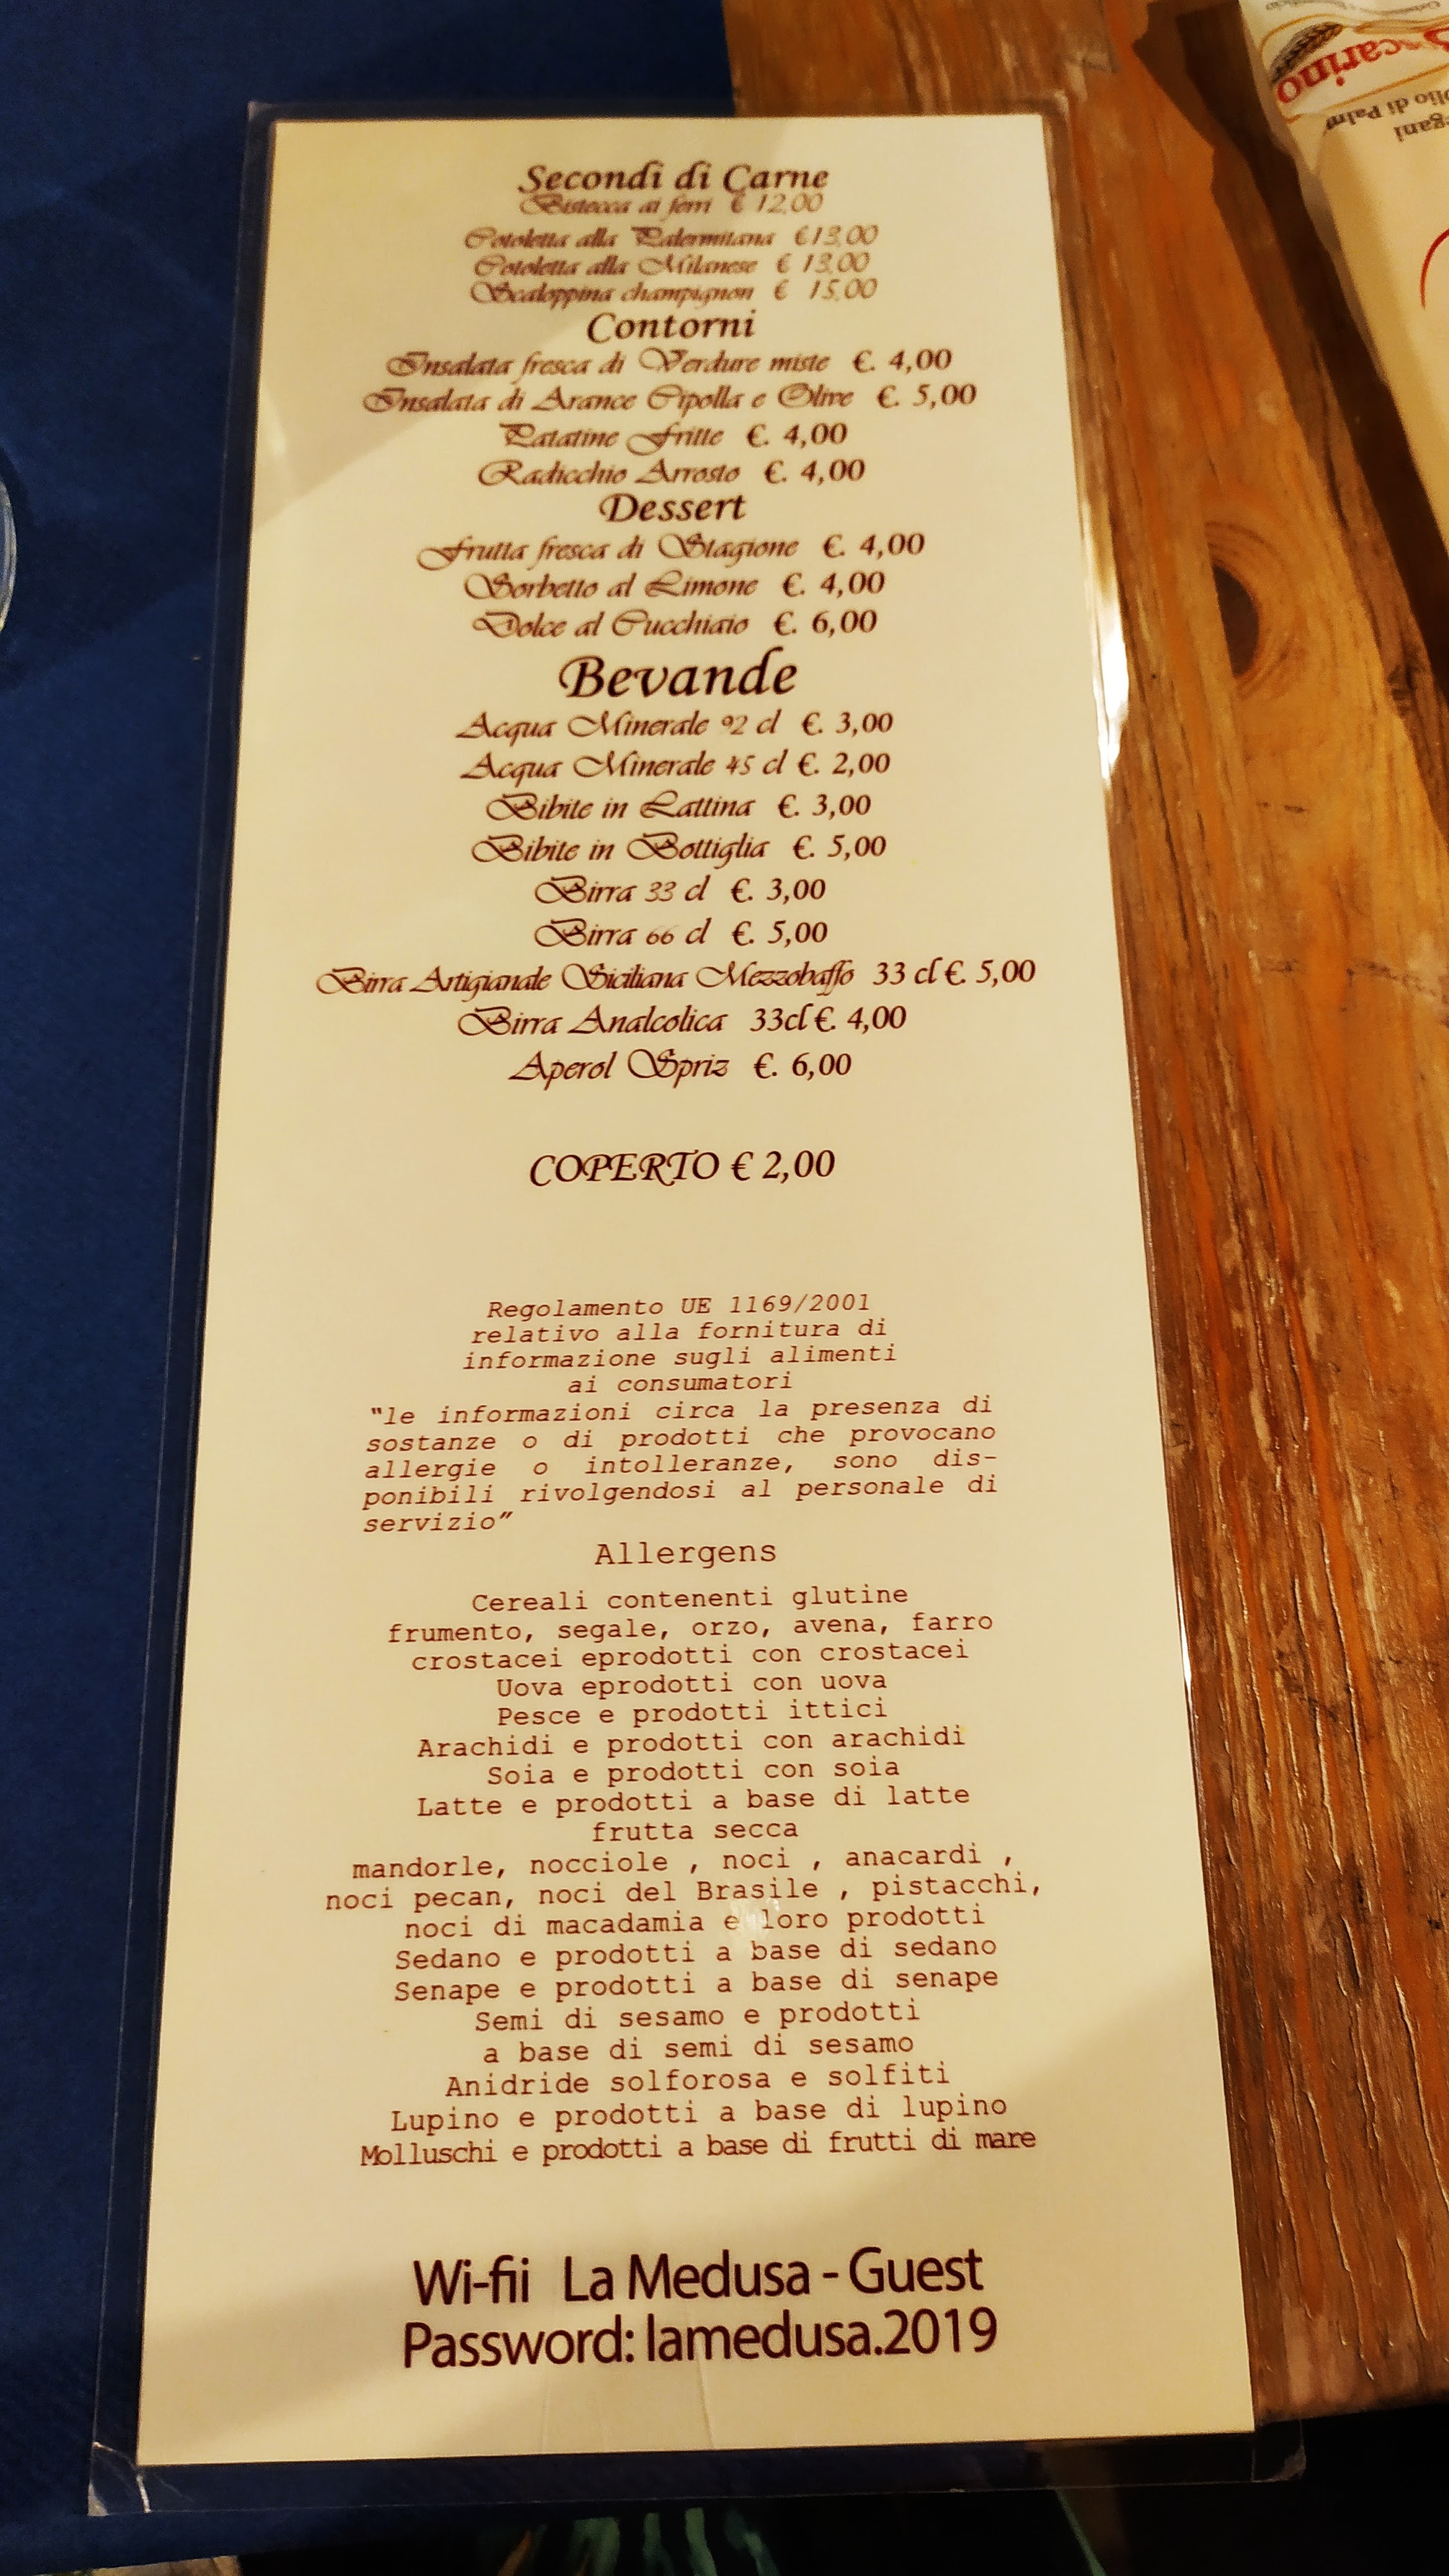 Secondi di Carne
Bistecca ai ferri € 12,00
Cotoletta alla Palermitana €13,00
Cotoletta alla Milanese € 13,00
Scaloppina champignon € 15,00
Contorni
Insalata fresca di Verdure miste €. 4,00
Insalata di Arance Cipolla e Olive €. 5,00
Patatine Fritte €. 4,00
Radicchio Arrosto €. 4,00
Dessert
Frutta fresca di Stagione €. 4,00
Sorbetto al Limone €. 4,00
Dolce al Cucchiaio €. 6,00
Bevande
Acqua Minerale 92 cl €. 3,00
Acqua Minerale 45 cl €. 2,00
Bibite in Lattina €. 3,00
Bibite in Bottiglia €. 5,00
Birra 33 cl €. 3,00
Birra 66 cl €. 5,00
Birra Artigianale Siciliana Mezzobaffo 33 cl €. 5,00
Birra Analcolica 33cl €. 4,00
Aperol Spriz €. 6,00
COPERTO € 2,00
Regolamento UE 1169/2001
relativo alla fornitura di
informazione sugli alimenti
ai consumatori
"le informazioni circa la presenza di
sostanze o di prodotti che provocano
allergie o intolleranze, sono dis-
ponibili rivolgendosi al personale di
servizio"
Allergens
Cereali contenenti glutine
frumento, segale, orzo, avena, farro
crostacei eprodotti con crostacei
Uova eprodotti con uova
Pesce e prodotti ittici
Arachidi e prodotti con arachidi
Soia e prodotti con soia
Latte e prodotti a base di latte
frutta secca
mandorle, nocciole , noci , anacardi ,
noci pecan, noci del Brasile , pistacchi,
noci di macadamia e loro prodotti
Sedano e prodotti a base di sedano
Senape e prodotti a base di senape
Semi di sesamo e prodotti
a base di semi di sesamo
Anidride solforosa e solfiti
Lupino e prodotti a base di lupino
Molluschi e prodotti a base di frutti di mare
Wi-fii La Medusa - Guest
Password: lamedusa.2019
olio di Palm